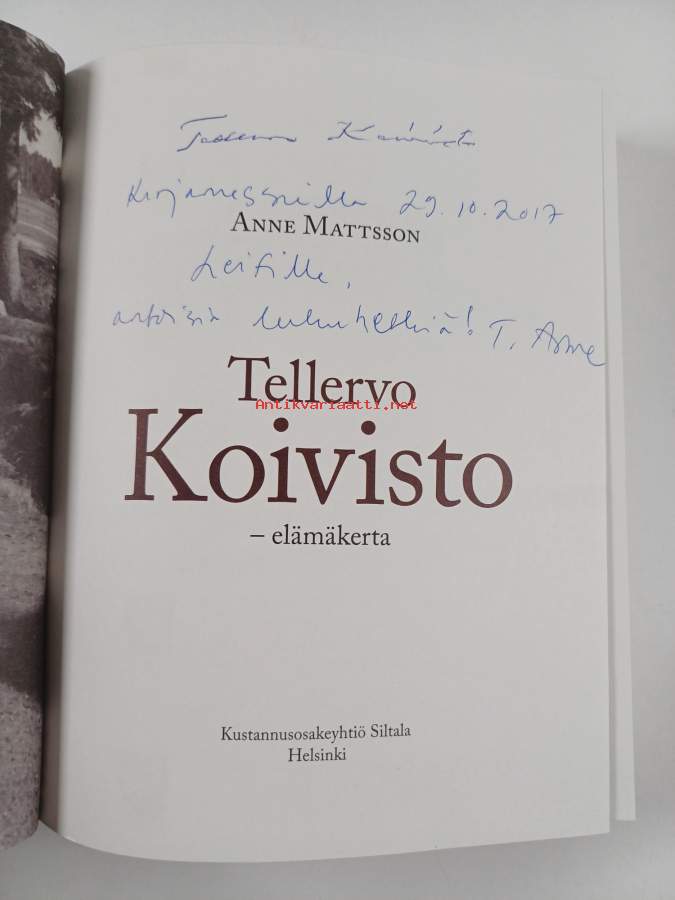 Tellervo Koivisto
Kirjamessuilla 29.10.2017
ANNE MATTSSON
Leifille,
antoisia lukuhetkiä! T. Anne
Tellervo
Antikvariaatti.net
Koivisto
– elämäkerta
Kustannusosakeyhtiö Siltala
Helsinki